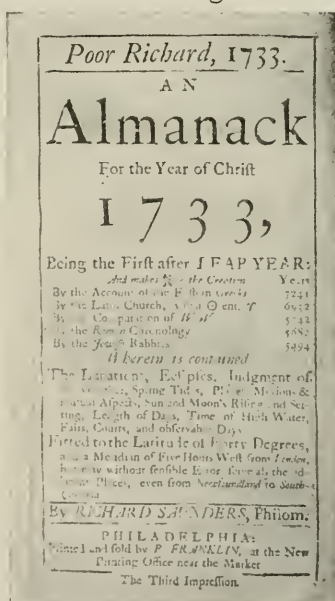 Poor Richard, 1733.
AN
Almanack
For the Year of Chriſt
1733,
Being the Firſt after LEAP YEAR:
And makes the Creation Years
By the Account of the Eaſtern Greeks 7241
By the Latin Church, ☉ ent. ♈
By the Computation of W.W. 5742
By the Roman Chronology 5682
By the Jewiſh Rabbies 5494
Wherein is contained
The Lunations, Eclipſes, Judgment of
Spring Tides, Motions &
mutual Aſpects, Sun and Moon's Riſing and Set-
ting, Length of Days, Time of High Water,
Fairs, Courts, and obſervable Days
Fitted to the Latitude of Forty Degrees,
and a Meridian of Five Hours Weſt from London,
but may without ſenſible Error ſerve all the ad-
Places, even from Newfoundland to South-
Carolina
By RICHARD SAUNDERS, Philom.
PHILADELPHIA:
Printed and ſold by FRANKLIN, at the New
Printing Office near the Market
The Third Impreſſion.